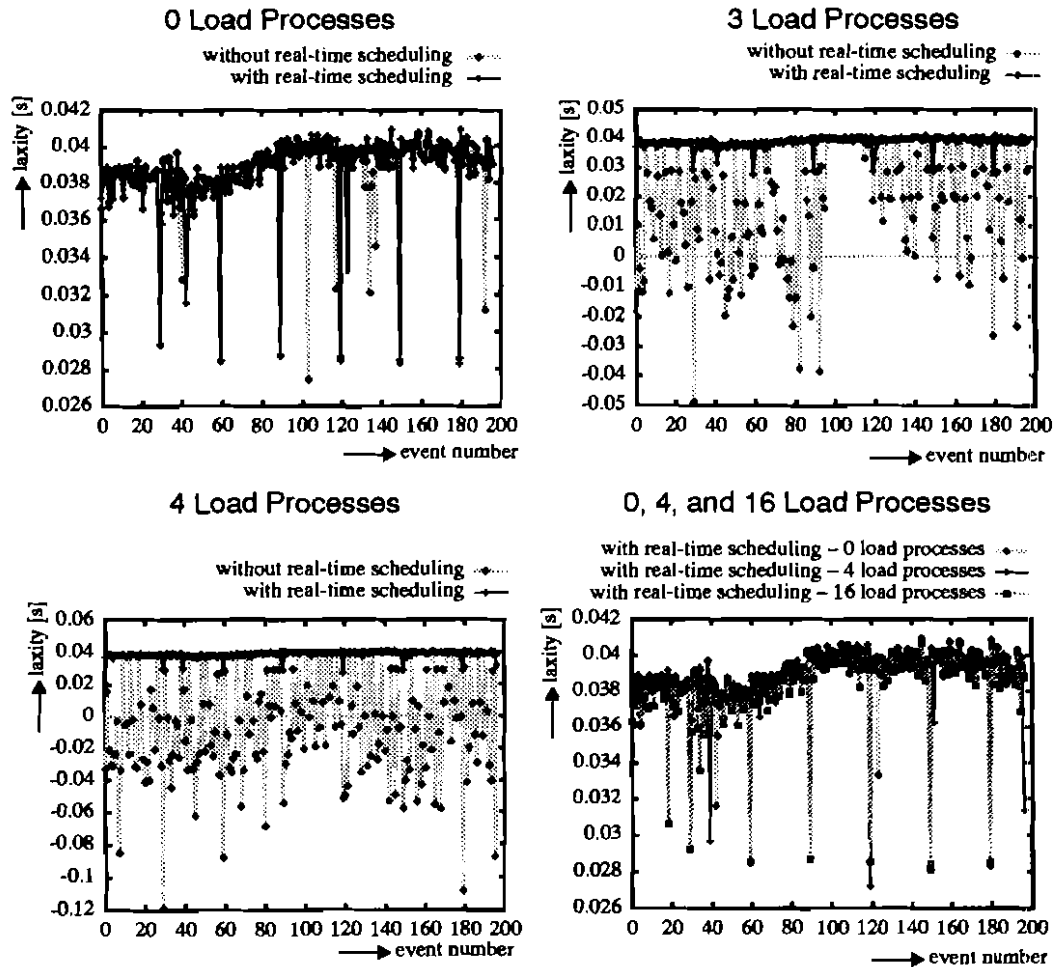 0 Load Processes
without real-time scheduling
with real-time scheduling
laxity [s]
0.042
0.04
0.038
0.036
0.034
0.032
0.03
0.028
0.026
0 20 40 60 80 100 120 140 160 180 200
event number
3 Load Processes
without real-time scheduling
with real-time scheduling
laxity [s]
0.05
0.04
0.03
0.02
0.01
0
-0.01
-0.02
-0.03
-0.04
-0.05
0 20 40 60 80 100 120 140 160 180 200
event number
4 Load Processes
without real-time scheduling
with real-time scheduling
laxity [s]
0.06
0.04
0.02
0
-0.02
-0.04
-0.06
-0.08
-0.1
-0.12
0 20 40 60 80 100 120 140 160 180 200
event number
0, 4, and 16 Load Processes
with real-time scheduling – 0 load processes
with real-time scheduling – 4 load processes
with real-time scheduling – 16 load processes
laxity [s]
0.042
0.04
0.038
0.036
0.034
0.032
0.03
0.028
0.026
0 20 40 60 80 100 120 140 160 180 200
event number